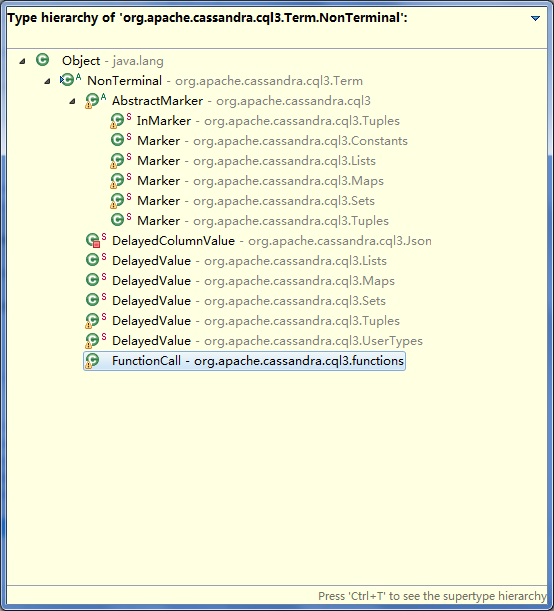 Type hierarchy of 'org.apache.cassandra.cql3.Term.NonTerminal':
Object - java.lang
NonTerminal - org.apache.cassandra.cql3.Term
AbstractMarker - org.apache.cassandra.cql3
InMarker - org.apache.cassandra.cql3.Tuples
Marker - org.apache.cassandra.cql3.Constants
Marker - org.apache.cassandra.cql3.Lists
Marker - org.apache.cassandra.cql3.Maps
Marker - org.apache.cassandra.cql3.Sets
Marker - org.apache.cassandra.cql3.Tuples
DelayedColumnValue - org.apache.cassandra.cql3.Json
DelayedValue - org.apache.cassandra.cql3.Lists
DelayedValue - org.apache.cassandra.cql3.Maps
DelayedValue - org.apache.cassandra.cql3.Sets
DelayedValue - org.apache.cassandra.cql3.Tuples
DelayedValue - org.apache.cassandra.cql3.UserTypes
FunctionCall - org.apache.cassandra.cql3.functions
Press 'Ctrl+T' to see the supertype hierarchy